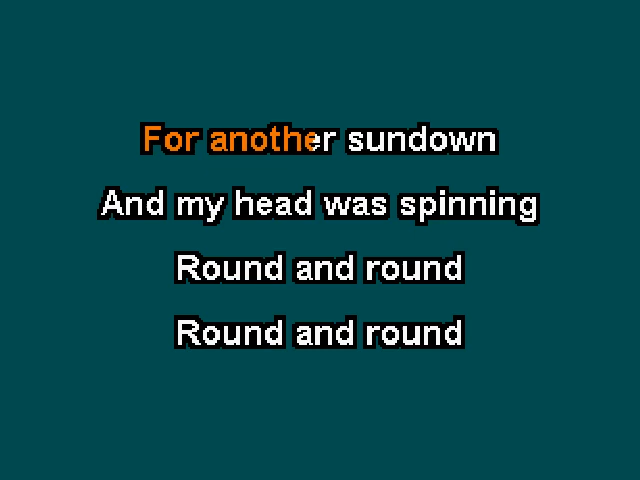 For another sundown
And my head was spinning
Round and round
Round and round